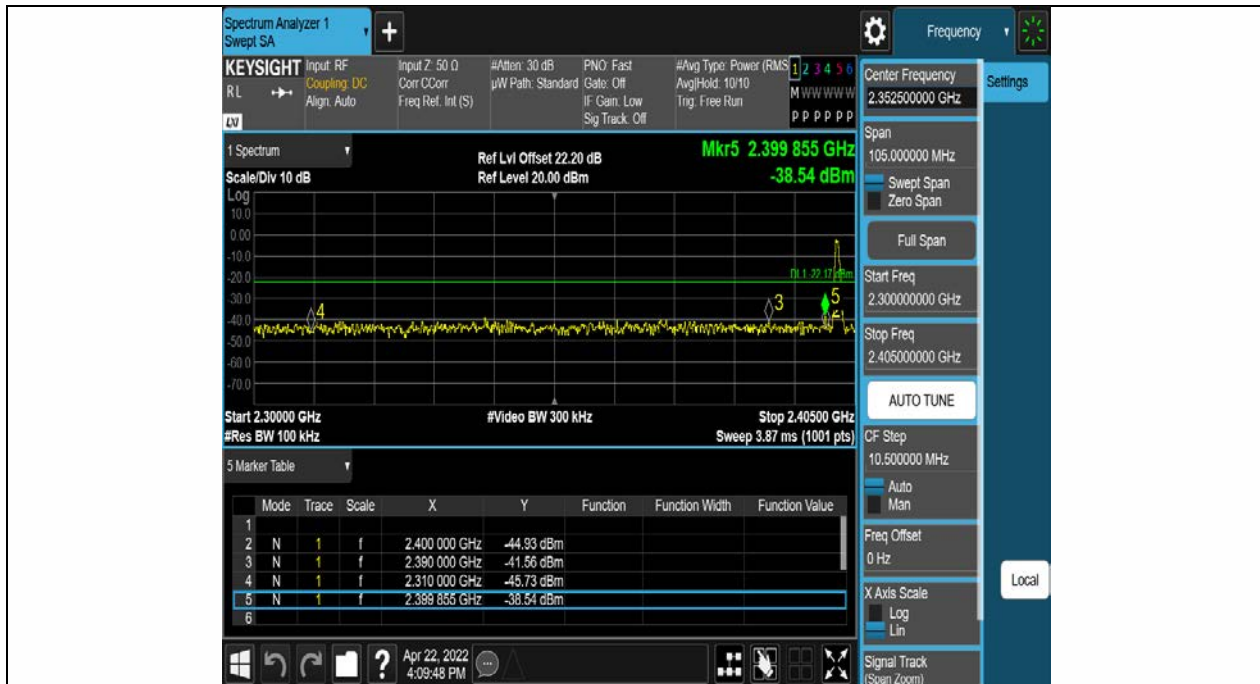 Spectrum Analyzer 1
Swept SA
Frequency
KEYSIGHT
RL
LXI
Input: RF
Coupling: DC
Align: Auto
Input Z: 50 Ω
Corr CCorr
Freq Ref: Int (S)
#Atten: 30 dB
µW Path: Standard
PNO: Fast
Gate: Off
IF Gain: Low
Sig Track: Off
#Avg Type: Power (RMS
Avg|Hold: 10/10
Trig: Free Run
1 2 3 4 5 6
M W W W W W
P P P P P P
1 Spectrum
Scale/Div 10 dB
Ref Lvl Offset 22.20 dB
Ref Level 20.00 dBm
Mkr5 2.399 855 GHz
-38.54 dBm
Log
10.0
0.00
-10.0
-20.0
-30.0
-40.0
-50.0
-60.0
-70.0
DL1 -22.17 dBm
4
3
5
2
Start 2.30000 GHz
#Video BW 300 kHz
Stop 2.40500 GHz
#Res BW 100 kHz
Sweep 3.87 ms (1001 pts)
5 Marker Table
Mode Trace Scale X Y Function Function Width Function Value
1
2 N 1 f 2.400 000 GHz -44.93 dBm
3 N 1 f 2.390 000 GHz -41.56 dBm
4 N 1 f 2.310 000 GHz -45.73 dBm
5 N 1 f 2.399 855 GHz -38.54 dBm
6
?
Apr 22, 2022
4:09:48 PM
Center Frequency
2.352500000 GHz
Settings
Span
105.000000 MHz
Swept Span
Zero Span
Full Span
Start Freq
2.300000000 GHz
Stop Freq
2.405000000 GHz
AUTO TUNE
CF Step
10.500000 MHz
Auto
Man
Freq Offset
0 Hz
Local
X Axis Scale
Log
Lin
Signal Track
(Span Zoom)